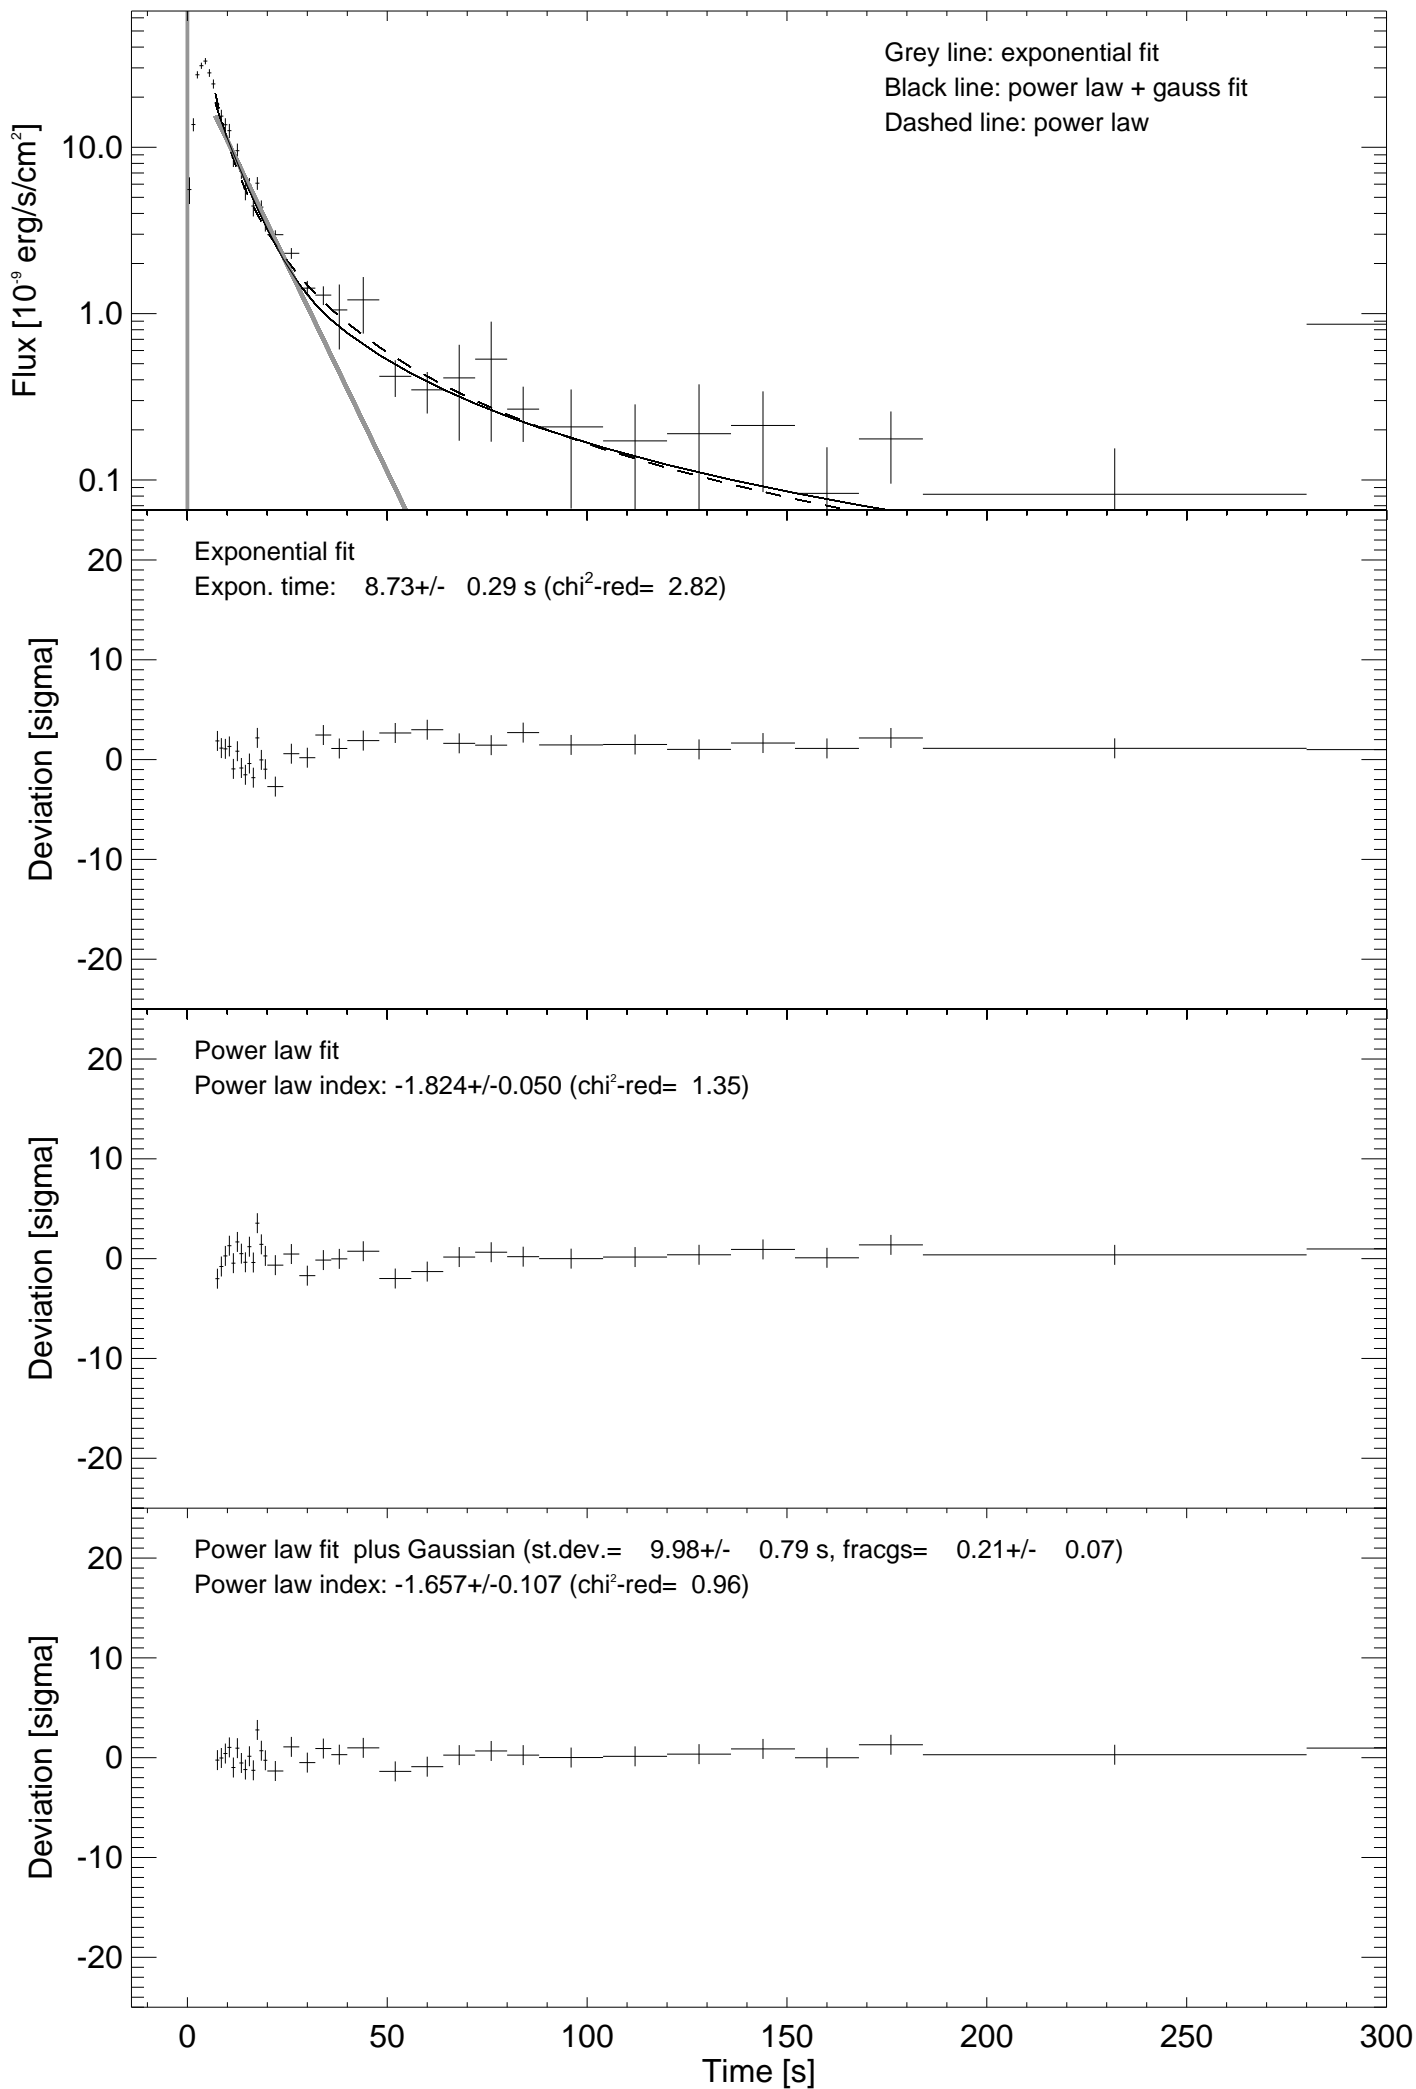 Grey line: exponential fit
Black line: power law + gauss fit
Dashed line: power law
Flux [10⁻⁹ erg/s/cm²]
10.0
1.0
0.1
Exponential fit
Expon. time: 8.73+/- 0.29 s (chi²-red= 2.82)
Deviation [sigma]
20
10
0
-10
-20
Power law fit
Power law index: -1.824+/-0.050 (chi²-red= 1.35)
Deviation [sigma]
20
10
0
-10
-20
Power law fit plus Gaussian (st.dev.= 9.98+/- 0.79 s, fracgs= 0.21+/- 0.07)
Power law index: -1.657+/-0.107 (chi²-red= 0.96)
Deviation [sigma]
20
10
0
-10
-20
0 50 100 150 200 250 300
Time [s]